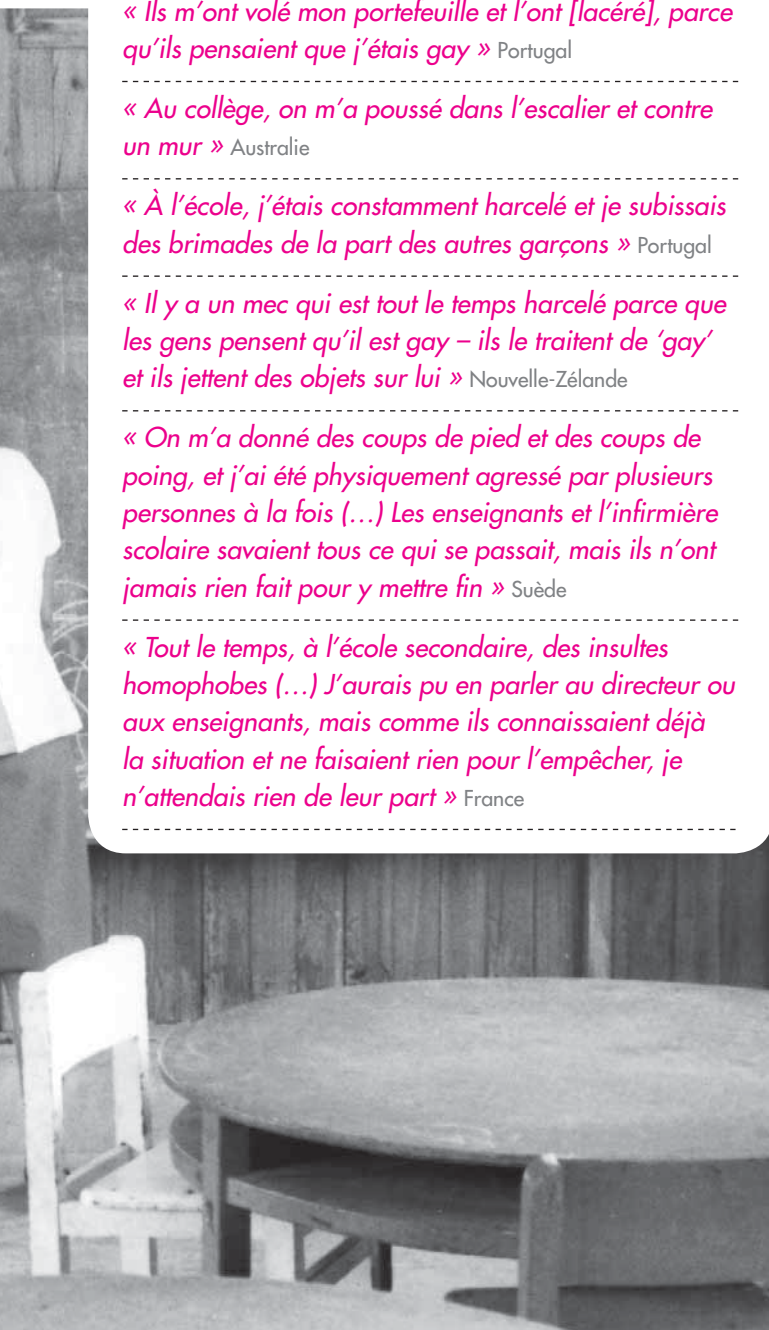 « Ils m’ont volé mon portefeuille et l’ont [lacéré], parce
qu’ils pensaient que j’étais gay » Portugal
« Au collège, on m’a poussé dans l’escalier et contre
un mur » Australie
« À l’école, j’étais constamment harcelé et je subissais
des brimades de la part des autres garçons » Portugal
« Il y a un mec qui est tout le temps harcelé parce que
les gens pensent qu’il est gay – ils le traitent de ‘gay’
et ils jettent des objets sur lui » Nouvelle-Zélande
« On m’a donné des coups de pied et des coups de
poing, et j’ai été physiquement agressé par plusieurs
personnes à la fois (…) Les enseignants et l’infirmière
scolaire savaient tous ce qui se passait, mais ils n’ont
jamais rien fait pour y mettre fin » Suède
« Tout le temps, à l’école secondaire, des insultes
homophobes (…) J’aurais pu en parler au directeur ou
aux enseignants, mais comme ils connaissaient déjà
la situation et ne faisaient rien pour l’empêcher, je
n’attendais rien de leur part » France